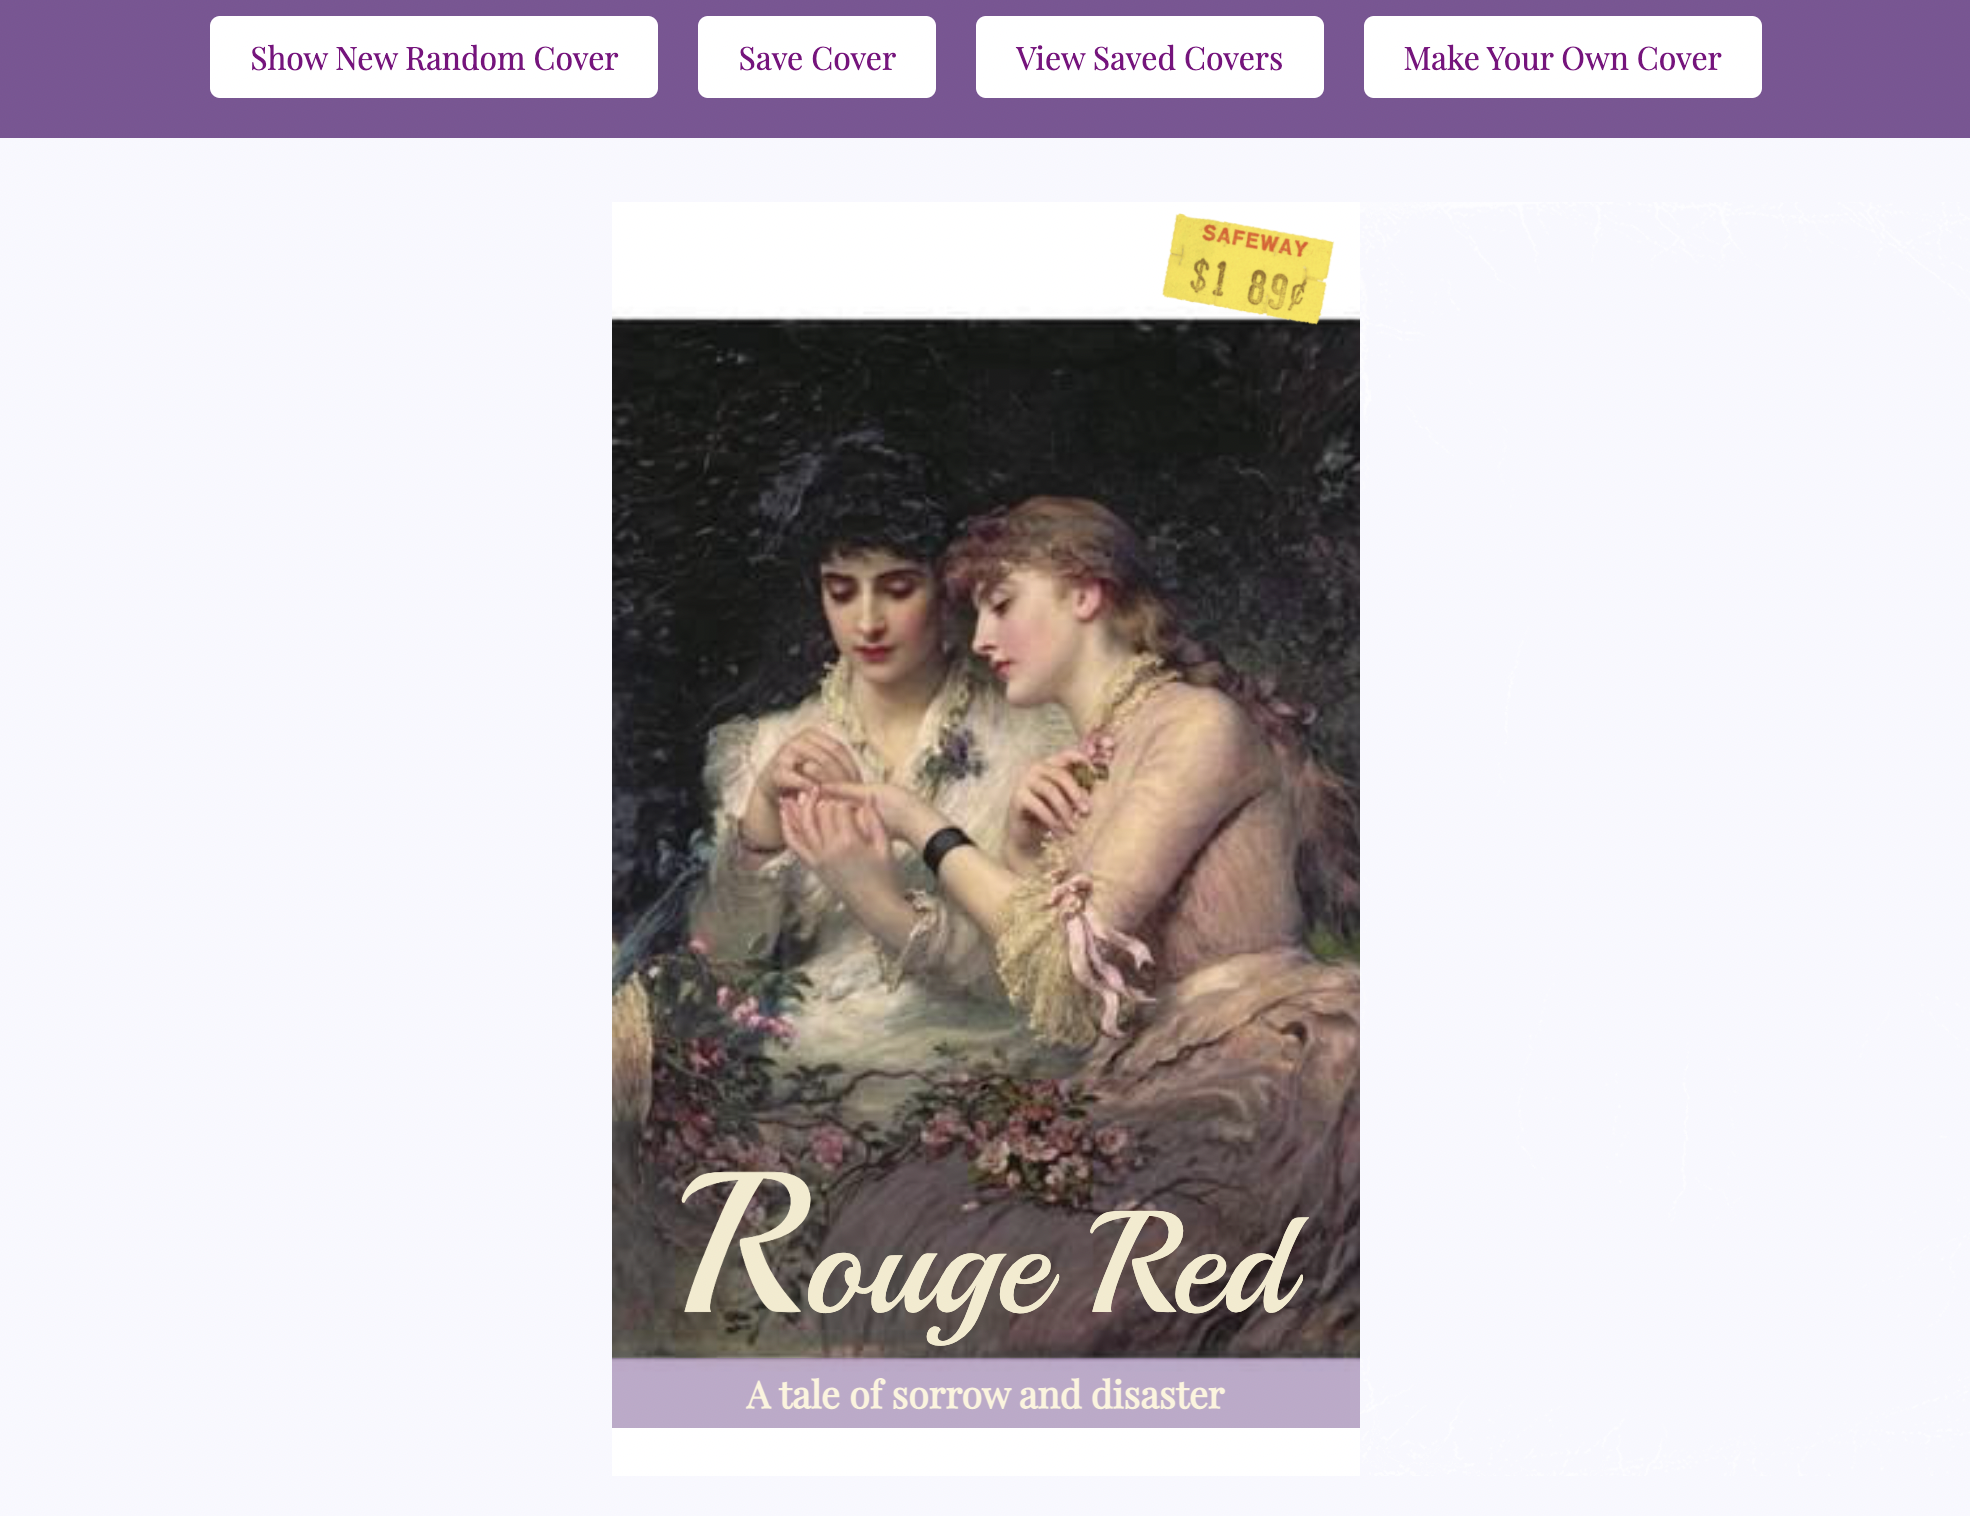 Show New Random Cover
Save Cover
View Saved Covers
Make Your Own Cover
SAFEWAY
$1 89¢
Rouge Red
A tale of sorrow and disaster